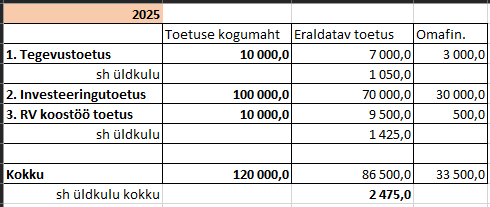 2025
Toetuse kogumaht Eraldatav toetus Omafin.
1. Tegevustoetus 10 000,0 7 000,0 3 000,0
sh üldkulu 1 050,0
2. Investeeringutoetus 100 000,0 70 000,0 30 000,0
3. RV koostöö toetus 10 000,0 9 500,0 500,0
sh üldkulu 1 425,0
Kokku 120 000,0 86 500,0 33 500,0
sh üldkulu kokku 2 475,0